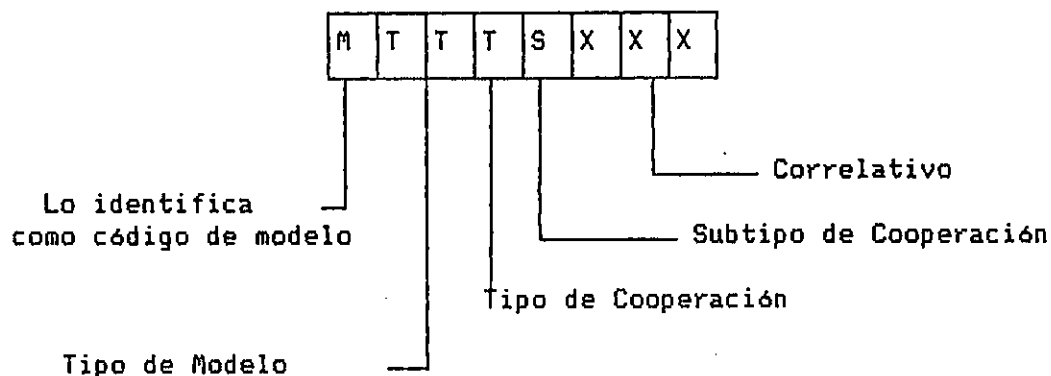 M T T T S X X X
Correlativo
Lo identifica
como código de modelo
Subtipo de Cooperación
Tipo de Cooperación
Tipo de Modelo